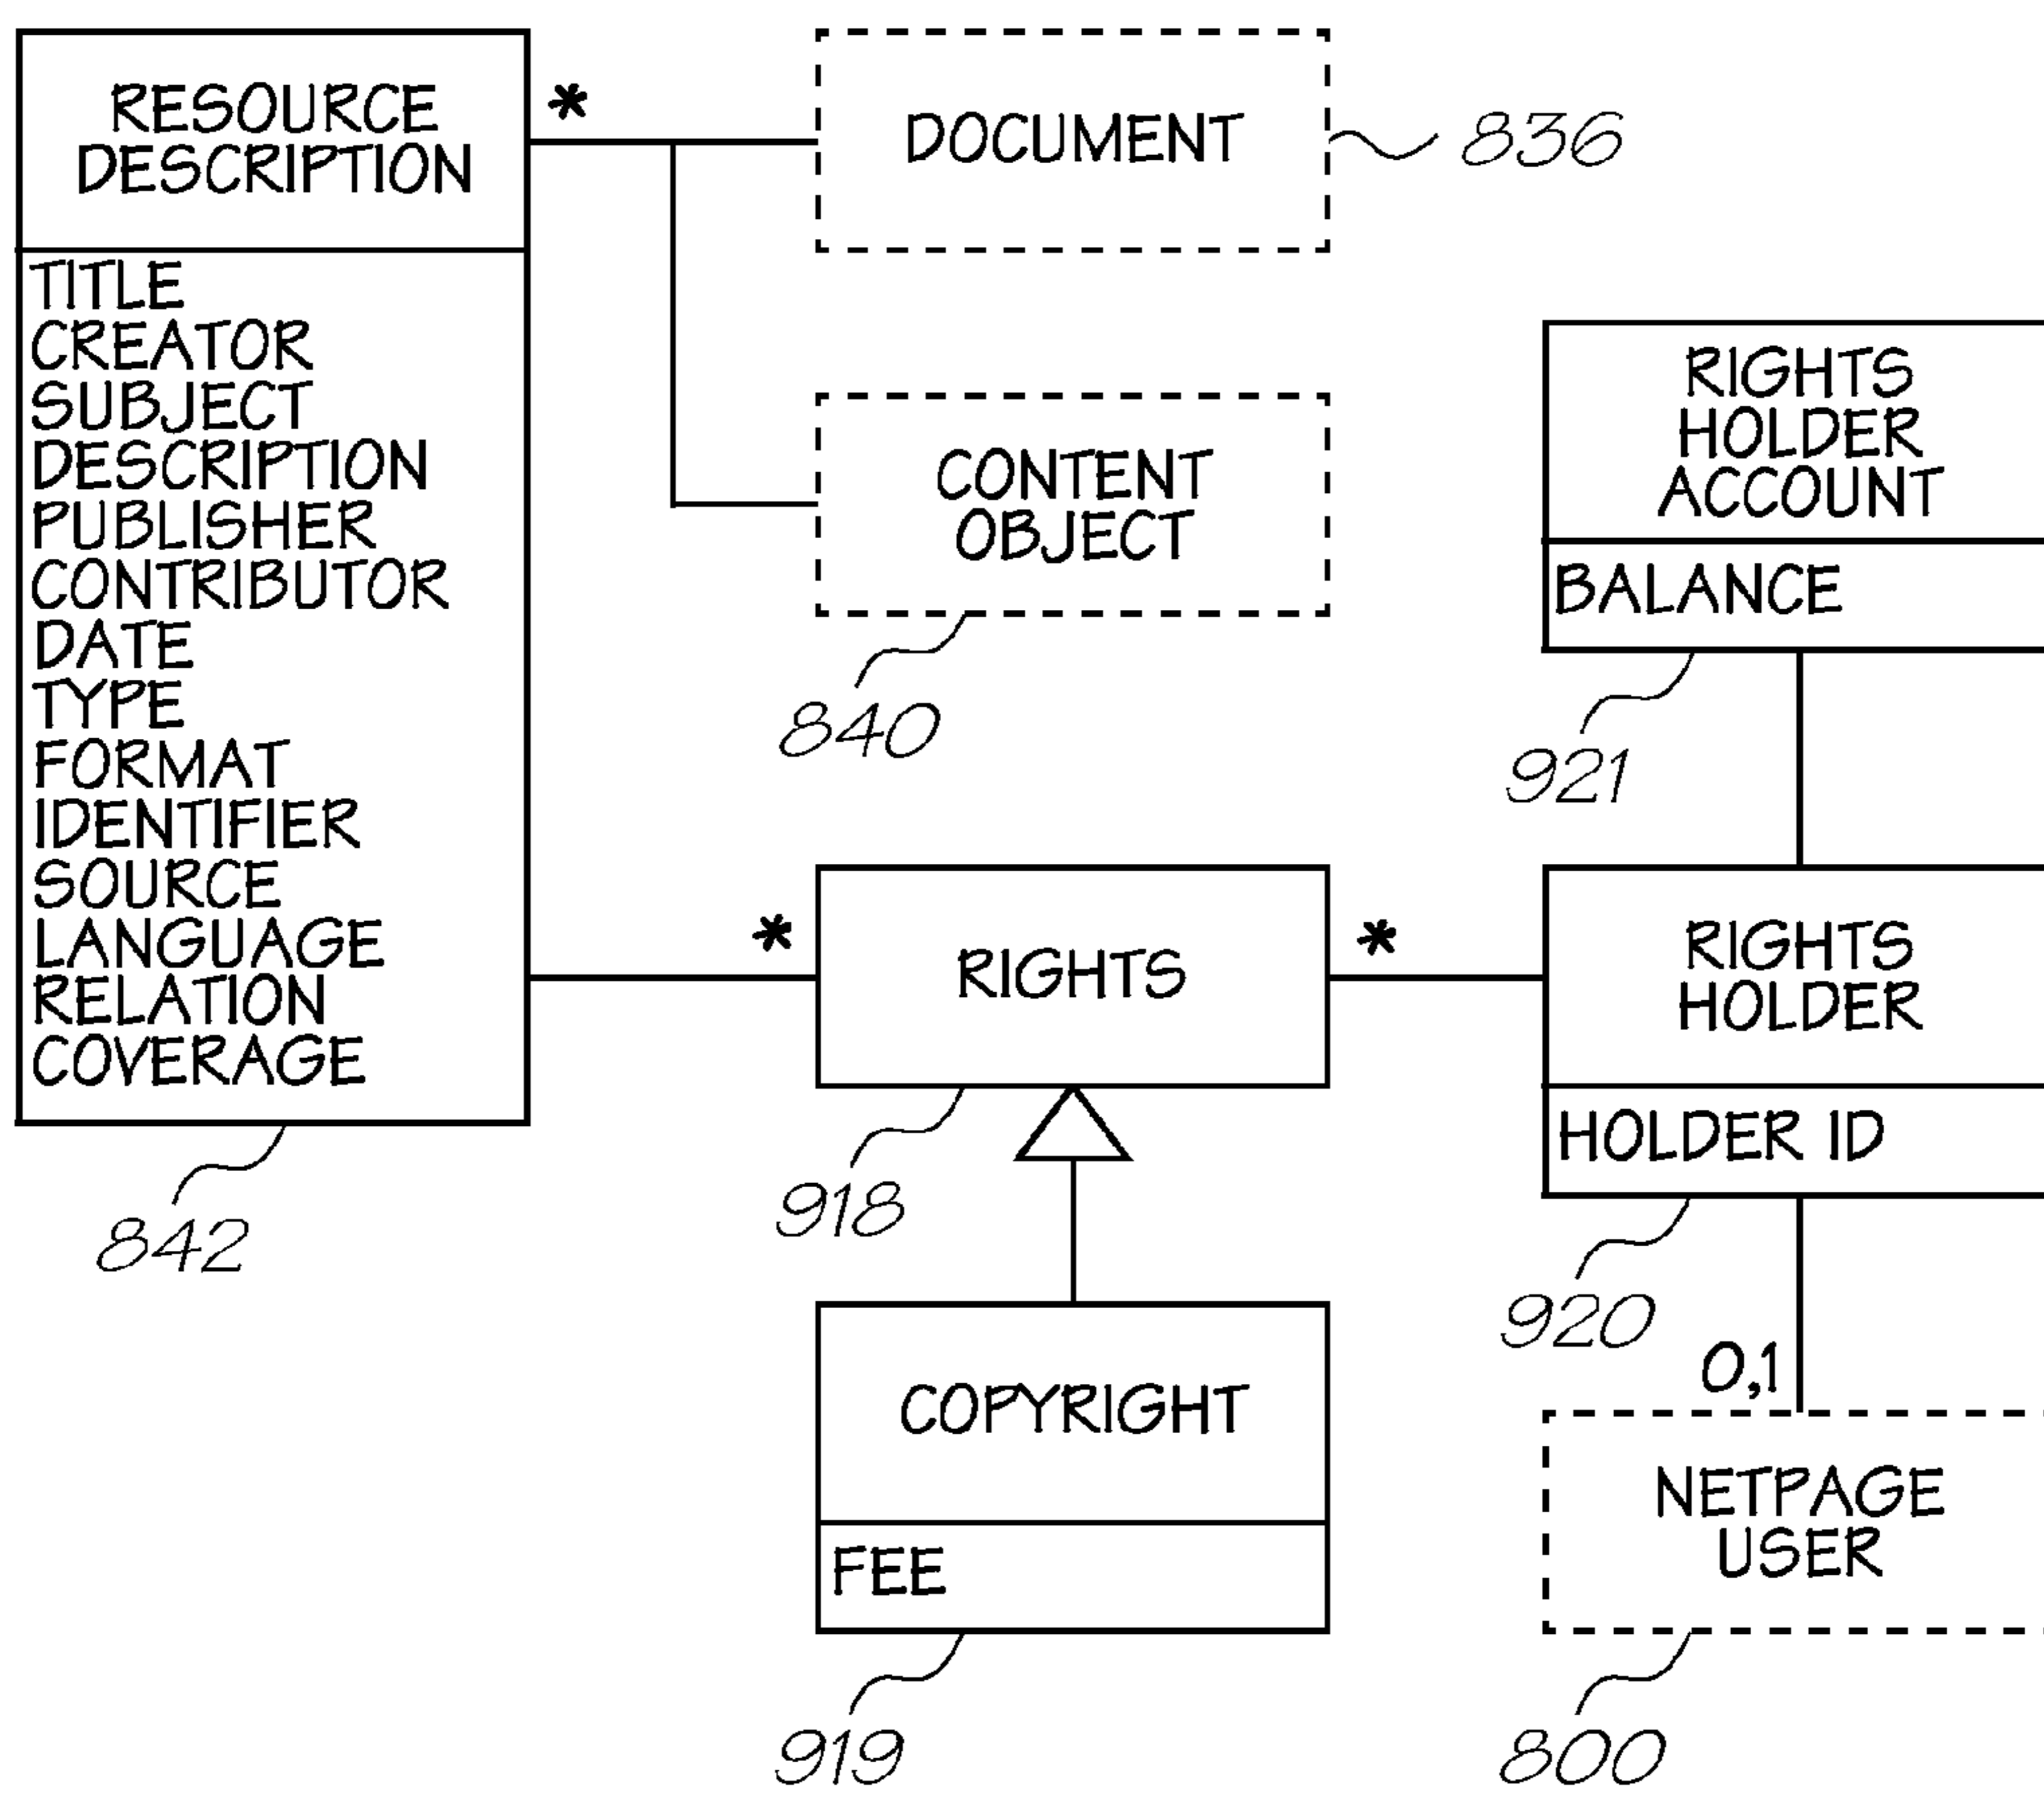 RESOURCE
DESCRIPTION
TITLE
CREATOR
SUBJECT
DESCRIPTION
PUBLISHER
CONTRIBUTOR
DATE
TYPE
FORMAT
IDENTIFIER
SOURCE
LANGUAGE
RELATION
COVERAGE
842
*
DOCUMENT
836
CONTENT
OBJECT
840
RIGHTS
HOLDER
ACCOUNT
BALANCE
921
*
RIGHTS
*
918
RIGHTS
HOLDER
HOLDER ID
920
0,1
COPYRIGHT
FEE
919
NETPAGE
USER
800